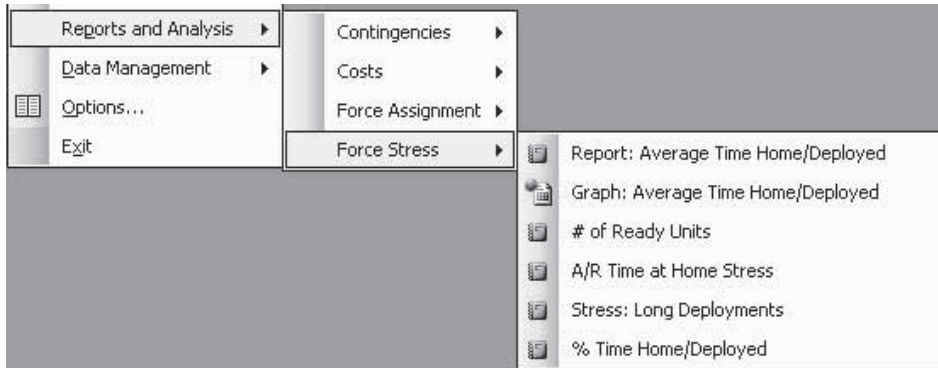 Reports and Analysis
Data Management
Options...
Exit
Contingencies
Costs
Force Assignment
Force Stress
Report: Average Time Home/Deployed
Graph: Average Time Home/Deployed
# of Ready Units
A/R Time at Home Stress
Stress: Long Deployments
% Time Home/Deployed